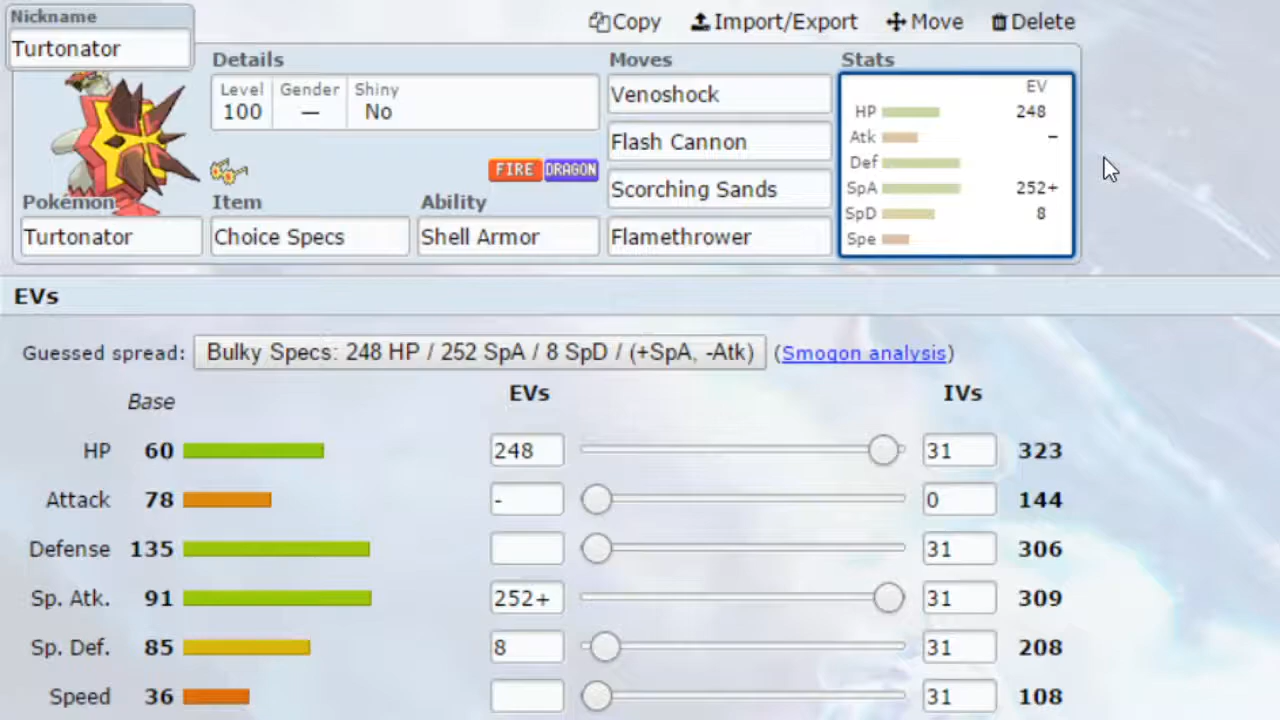 Nickname
Turtonator
Copy Import/Export Move Delete
Details
Level Gender Shiny
100 — No
FIRE DRAGON
Pokémon Item Ability
Turtonator Choice Specs Shell Armor
Moves
Venoshock
Flash Cannon
Scorching Sands
Flamethrower
Stats
EV
HP 248
Atk –
Def
SpA 252+
SpD 8
Spe
EVs
Guessed spread: Bulky Specs: 248 HP / 252 SpA / 8 SpD / (+SpA, -Atk) (Smogon analysis)
Base EVs IVs
HP 60 248 31 323
Attack 78 - 0 144
Defense 135 31 306
Sp. Atk. 91 252+ 31 309
Sp. Def. 85 8 31 208
Speed 36 31 108